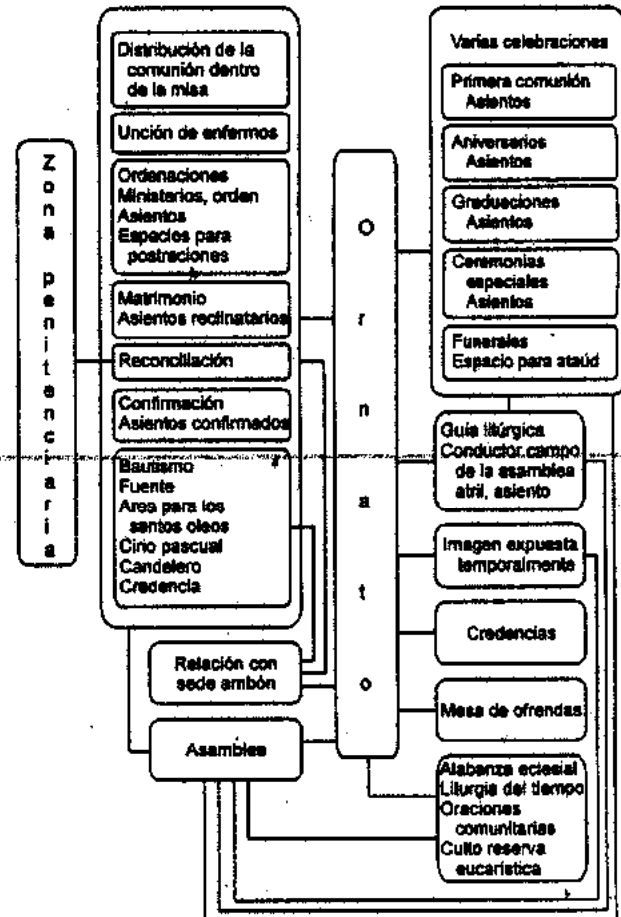 Zona penitenciaria
Distribución de la
comunión dentro
de la misa
Unción de enfermos
Ordenaciones
Ministerios, orden
Asientos
Espacios para
postraciones
Matrimonio
Asientos reclinatorios
Reconciliación
Confirmación
Asientos confirmados
Bautismo
Fuente
Area para los
santos oleos
Cirio pascual
Candelero
Credencia
Relación con
sede ambón
Asamblea
Ornato
Varias celebraciones
Primera comunión
Asientos
Aniversarios
Asientos
Graduaciones
Asientos
Ceremonias
especiales
Asientos
Funerales
Espacio para ataúd
Guía litúrgica
Conductor campo
de la asamblea
atril, asiento
Imagen expuesta
temporalmente
Credencias
Mesa de ofrendas
Alabanza eclesial
Liturgia del tiempo
Oraciones
comunitarias
Culto reserva
eucarística